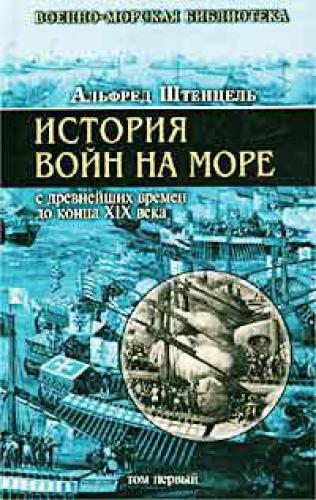 ВОЕННО-МОРСКАЯ БИБЛИОТЕКА
АЛЬФРЕД ШТЕНЦЕЛЬ
ИСТОРИЯ
ВОЙН НА МОРЕ
с древнейших времен
до конца XIX века
том первый